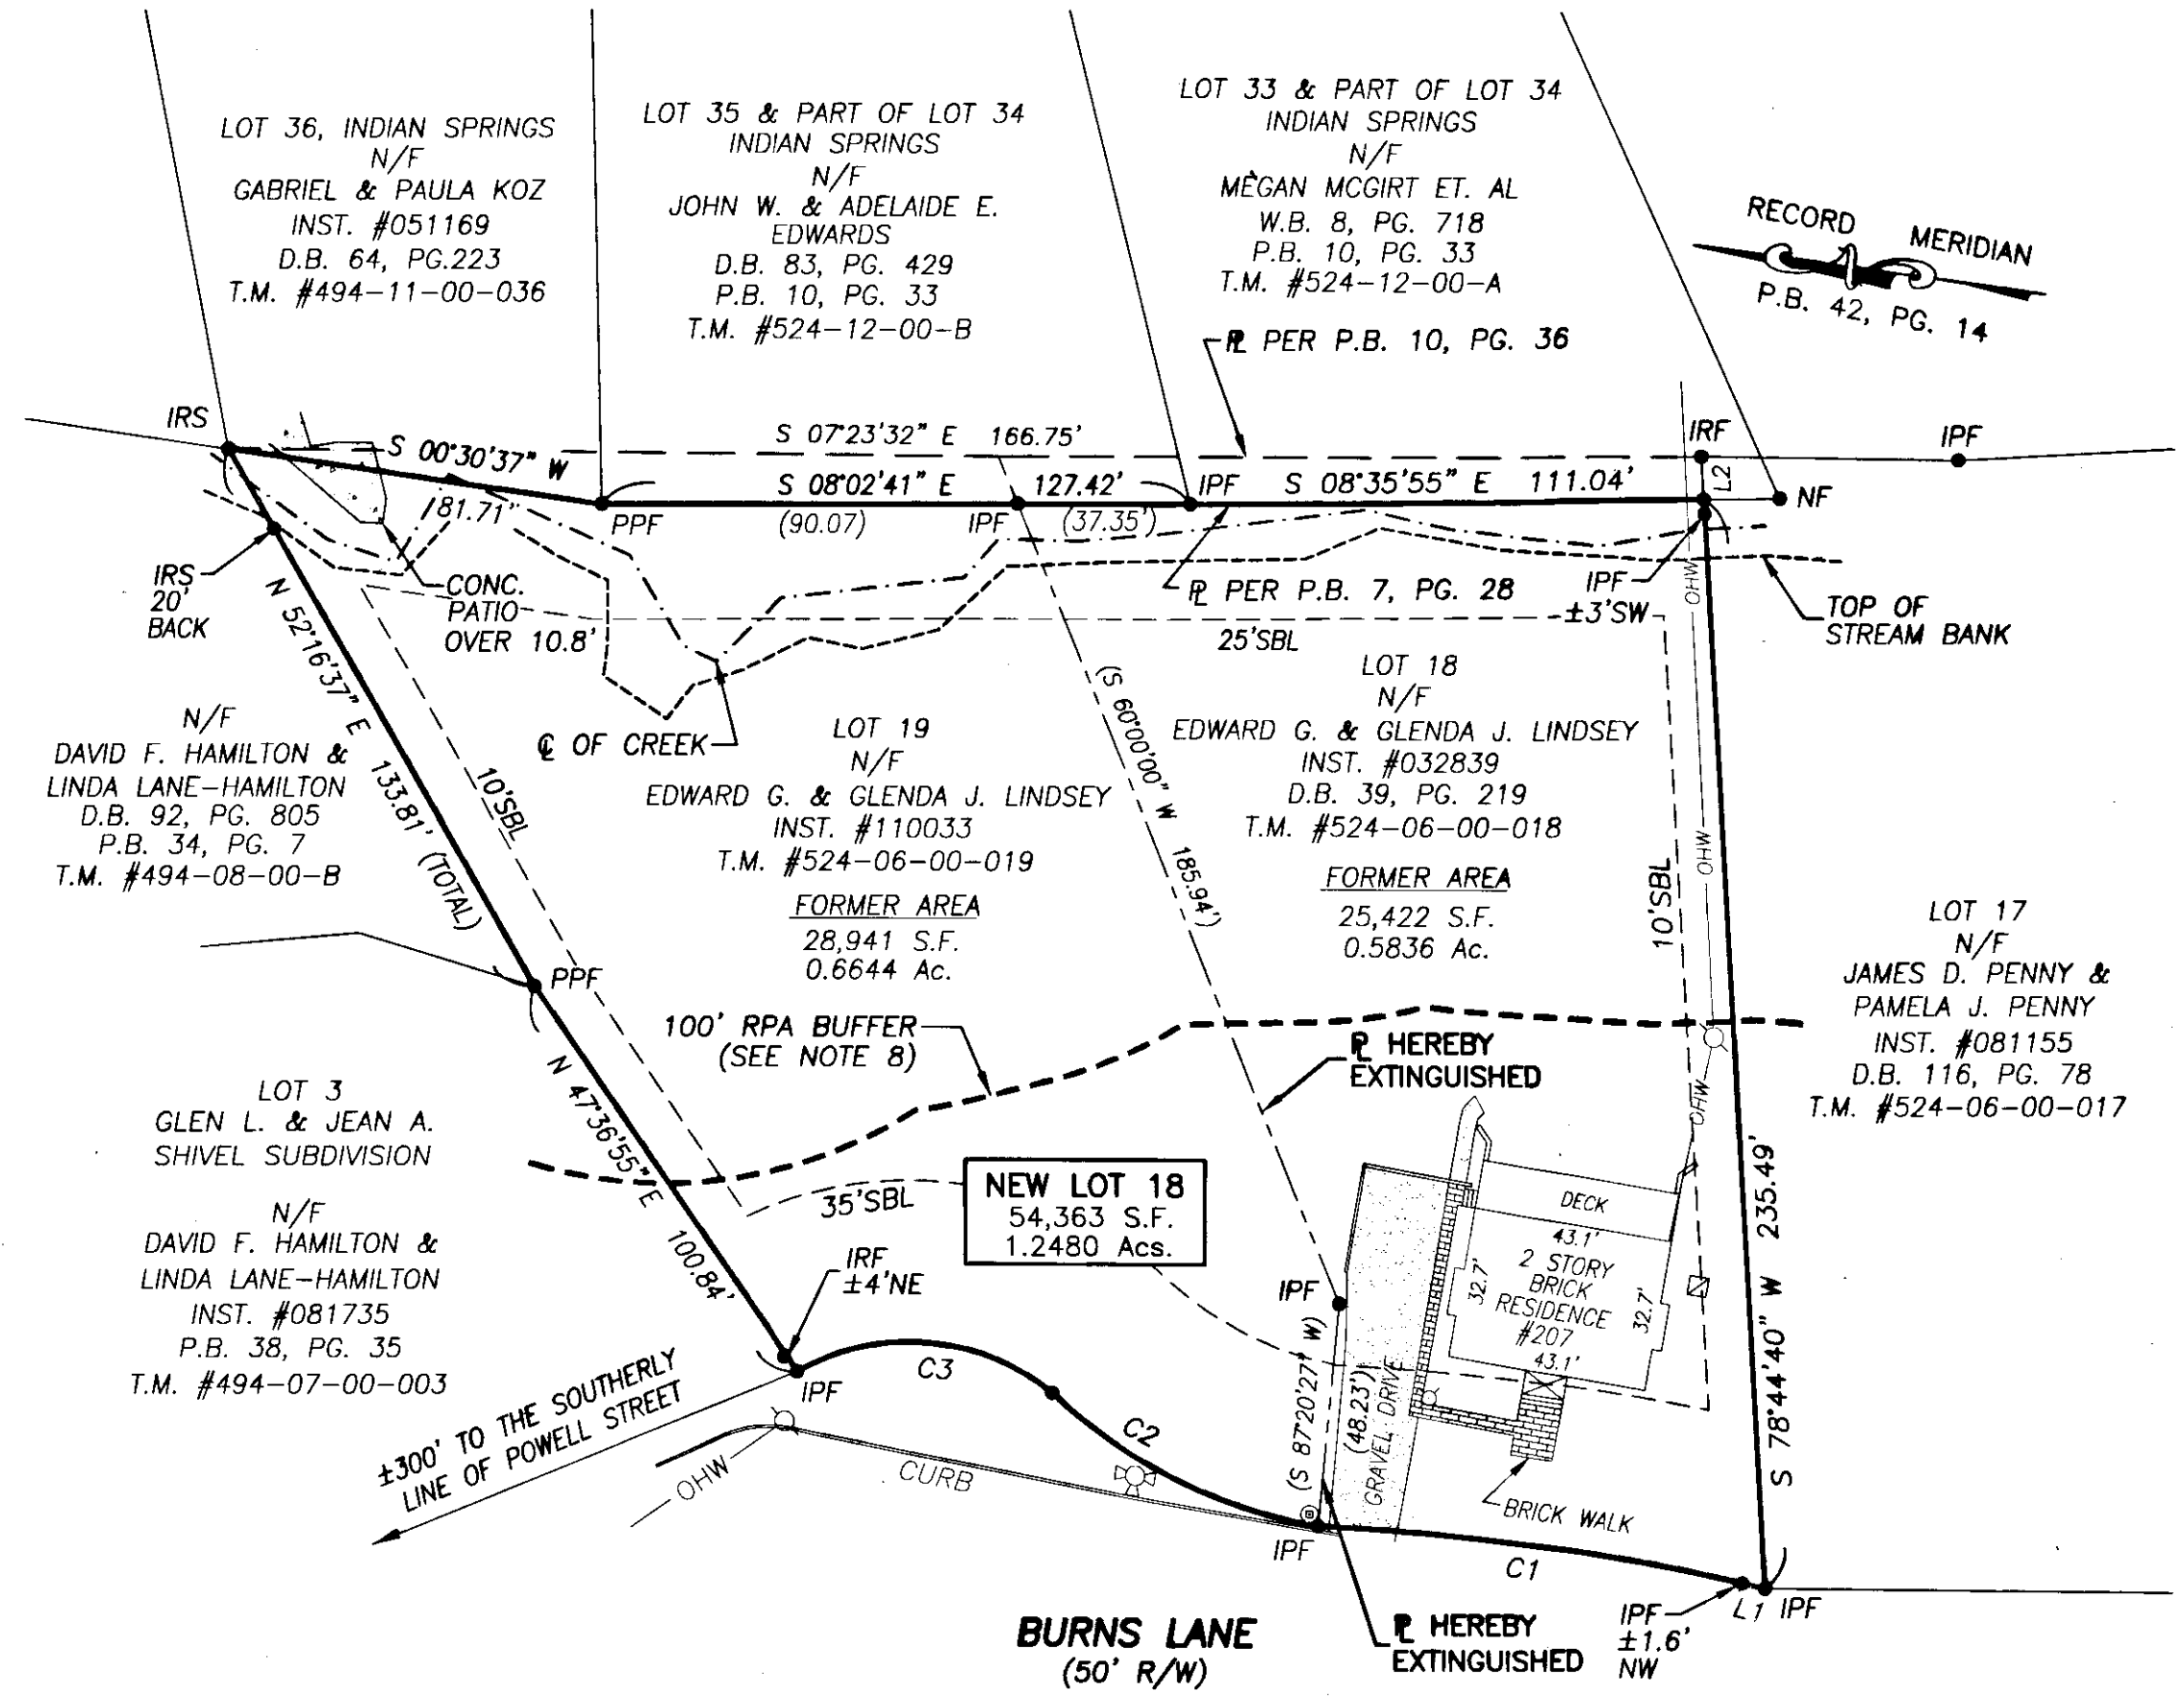 LOT 36, INDIAN SPRINGS
N/F
GABRIEL & PAULA KOZ
INST. #051169
D.B. 64, PG.223
T.M. #494-11-00-036
LOT 35 & PART OF LOT 34
INDIAN SPRINGS
N/F
JOHN W. & ADELAIDE E.
EDWARDS
D.B. 83, PG. 429
P.B. 10, PG. 33
T.M. #524-12-00-B
LOT 33 & PART OF LOT 34
INDIAN SPRINGS
N/F
MEGAN MCGIRT ET. AL
W.B. 8, PG. 718
P.B. 10, PG. 33
T.M. #524-12-00-A
RECORD MERIDIAN
P.B. 42, PG. 14
PL PER P.B. 10, PG. 36
IRS
S 00°30'37" W
81.71'
S 07°23'32" E 166.75'
S 08°02'41" E 127.42'
(90.07)
(37.35')
PPF
IPF
IPF
S 08°35'55" E 111.04'
IRF
L2
IPF
NF
IRS
20'
BACK
CONC.
PATIO
OVER 10.8'
PL PER P.B. 7, PG. 28
IPF
±3'SW
TOP OF
STREAM BANK
25'SBL
N 52°16'37" E 133.81' (TOTAL)
10'SBL
℄ OF CREEK
N/F
DAVID F. HAMILTON &
LINDA LANE-HAMILTON
D.B. 92, PG. 805
P.B. 34, PG. 7
T.M. #494-08-00-B
LOT 19
N/F
EDWARD G. & GLENDA J. LINDSEY
INST. #110033
T.M. #524-06-00-019
FORMER AREA
28,941 S.F.
0.6644 Ac.
(S 60°00'00" W 185.94')
LOT 18
N/F
EDWARD G. & GLENDA J. LINDSEY
INST. #032839
D.B. 39, PG. 219
T.M. #524-06-00-018
FORMER AREA
25,422 S.F.
0.5836 Ac.
10'SBL
OHW
OHW
OHW
LOT 17
N/F
JAMES D. PENNY &
PAMELA J. PENNY
INST. #081155
D.B. 116, PG. 78
T.M. #524-06-00-017
PPF
100' RPA BUFFER
(SEE NOTE 8)
PL HEREBY
EXTINGUISHED
N 47°36'55" E 100.84'
LOT 3
GLEN L. & JEAN A.
SHIVEL SUBDIVISION
N/F
DAVID F. HAMILTON &
LINDA LANE-HAMILTON
INST. #081735
P.B. 38, PG. 35
T.M. #494-07-00-003
35'SBL
NEW LOT 18
54,363 S.F.
1.2480 Acs.
IRF
±4'NE
IPF
DECK
43.1'
2 STORY
BRICK
RESIDENCE
#207
43.1'
32.7'
32.7'
S 78°44'40" W 235.49'
(S 87°20'27" W)
(48.23')
GRAVEL DRIVE
BRICK WALK
±300' TO THE SOUTHERLY
LINE OF POWELL STREET
IPF
C3
C2
OHW
CURB
IPF
C1
IPF
±1.6'
NW
L1
IPF
PL HEREBY
EXTINGUISHED
BURNS LANE
(50' R/W)